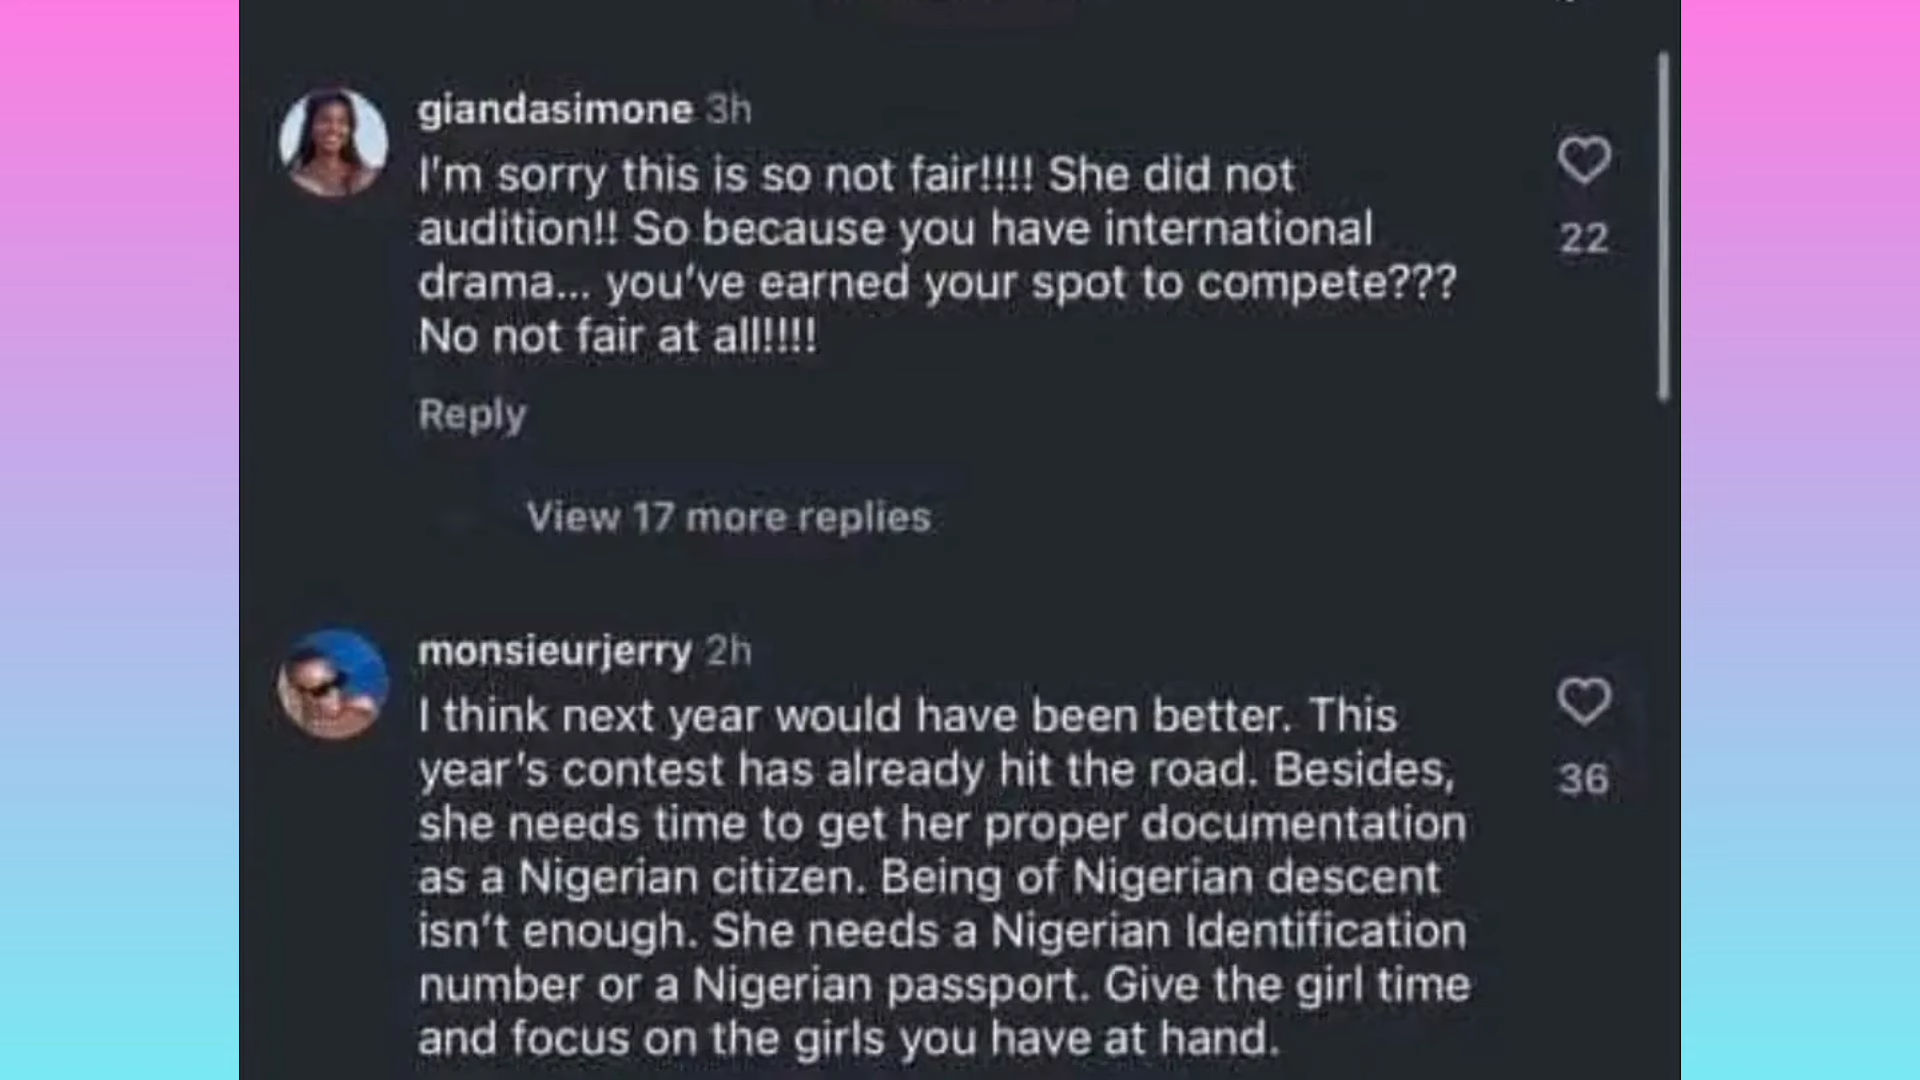 giandasimone 3h
I'm sorry this is so not fair!!!! She did not
audition!! So because you have international
drama... you've earned your spot to compete???
No not fair at all!!!!
22
Reply
View 17 more replies
monsieurjerry 2h
I think next year would have been better. This
year's contest has already hit the road. Besides,
she needs time to get her proper documentation
as a Nigerian citizen. Being of Nigerian descent
isn't enough. She needs a Nigerian Identification
number or a Nigerian passport. Give the girl time
and focus on the girls you have at hand.
36